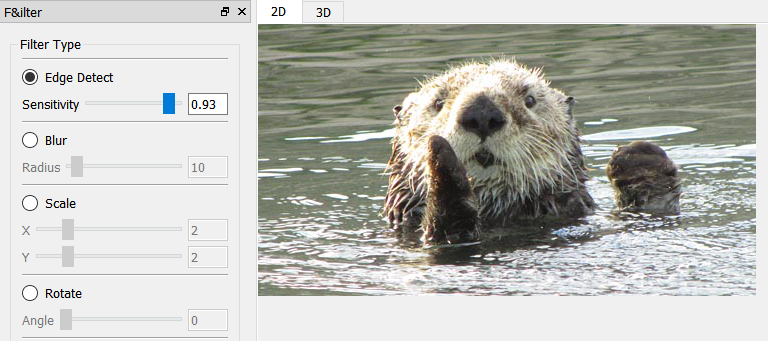 F&ilter
2D 3D
Filter Type
Edge Detect
Sensitivity 0.93
Blur
Radius 10
Scale
X 2
Y 2
Rotate
Angle 0